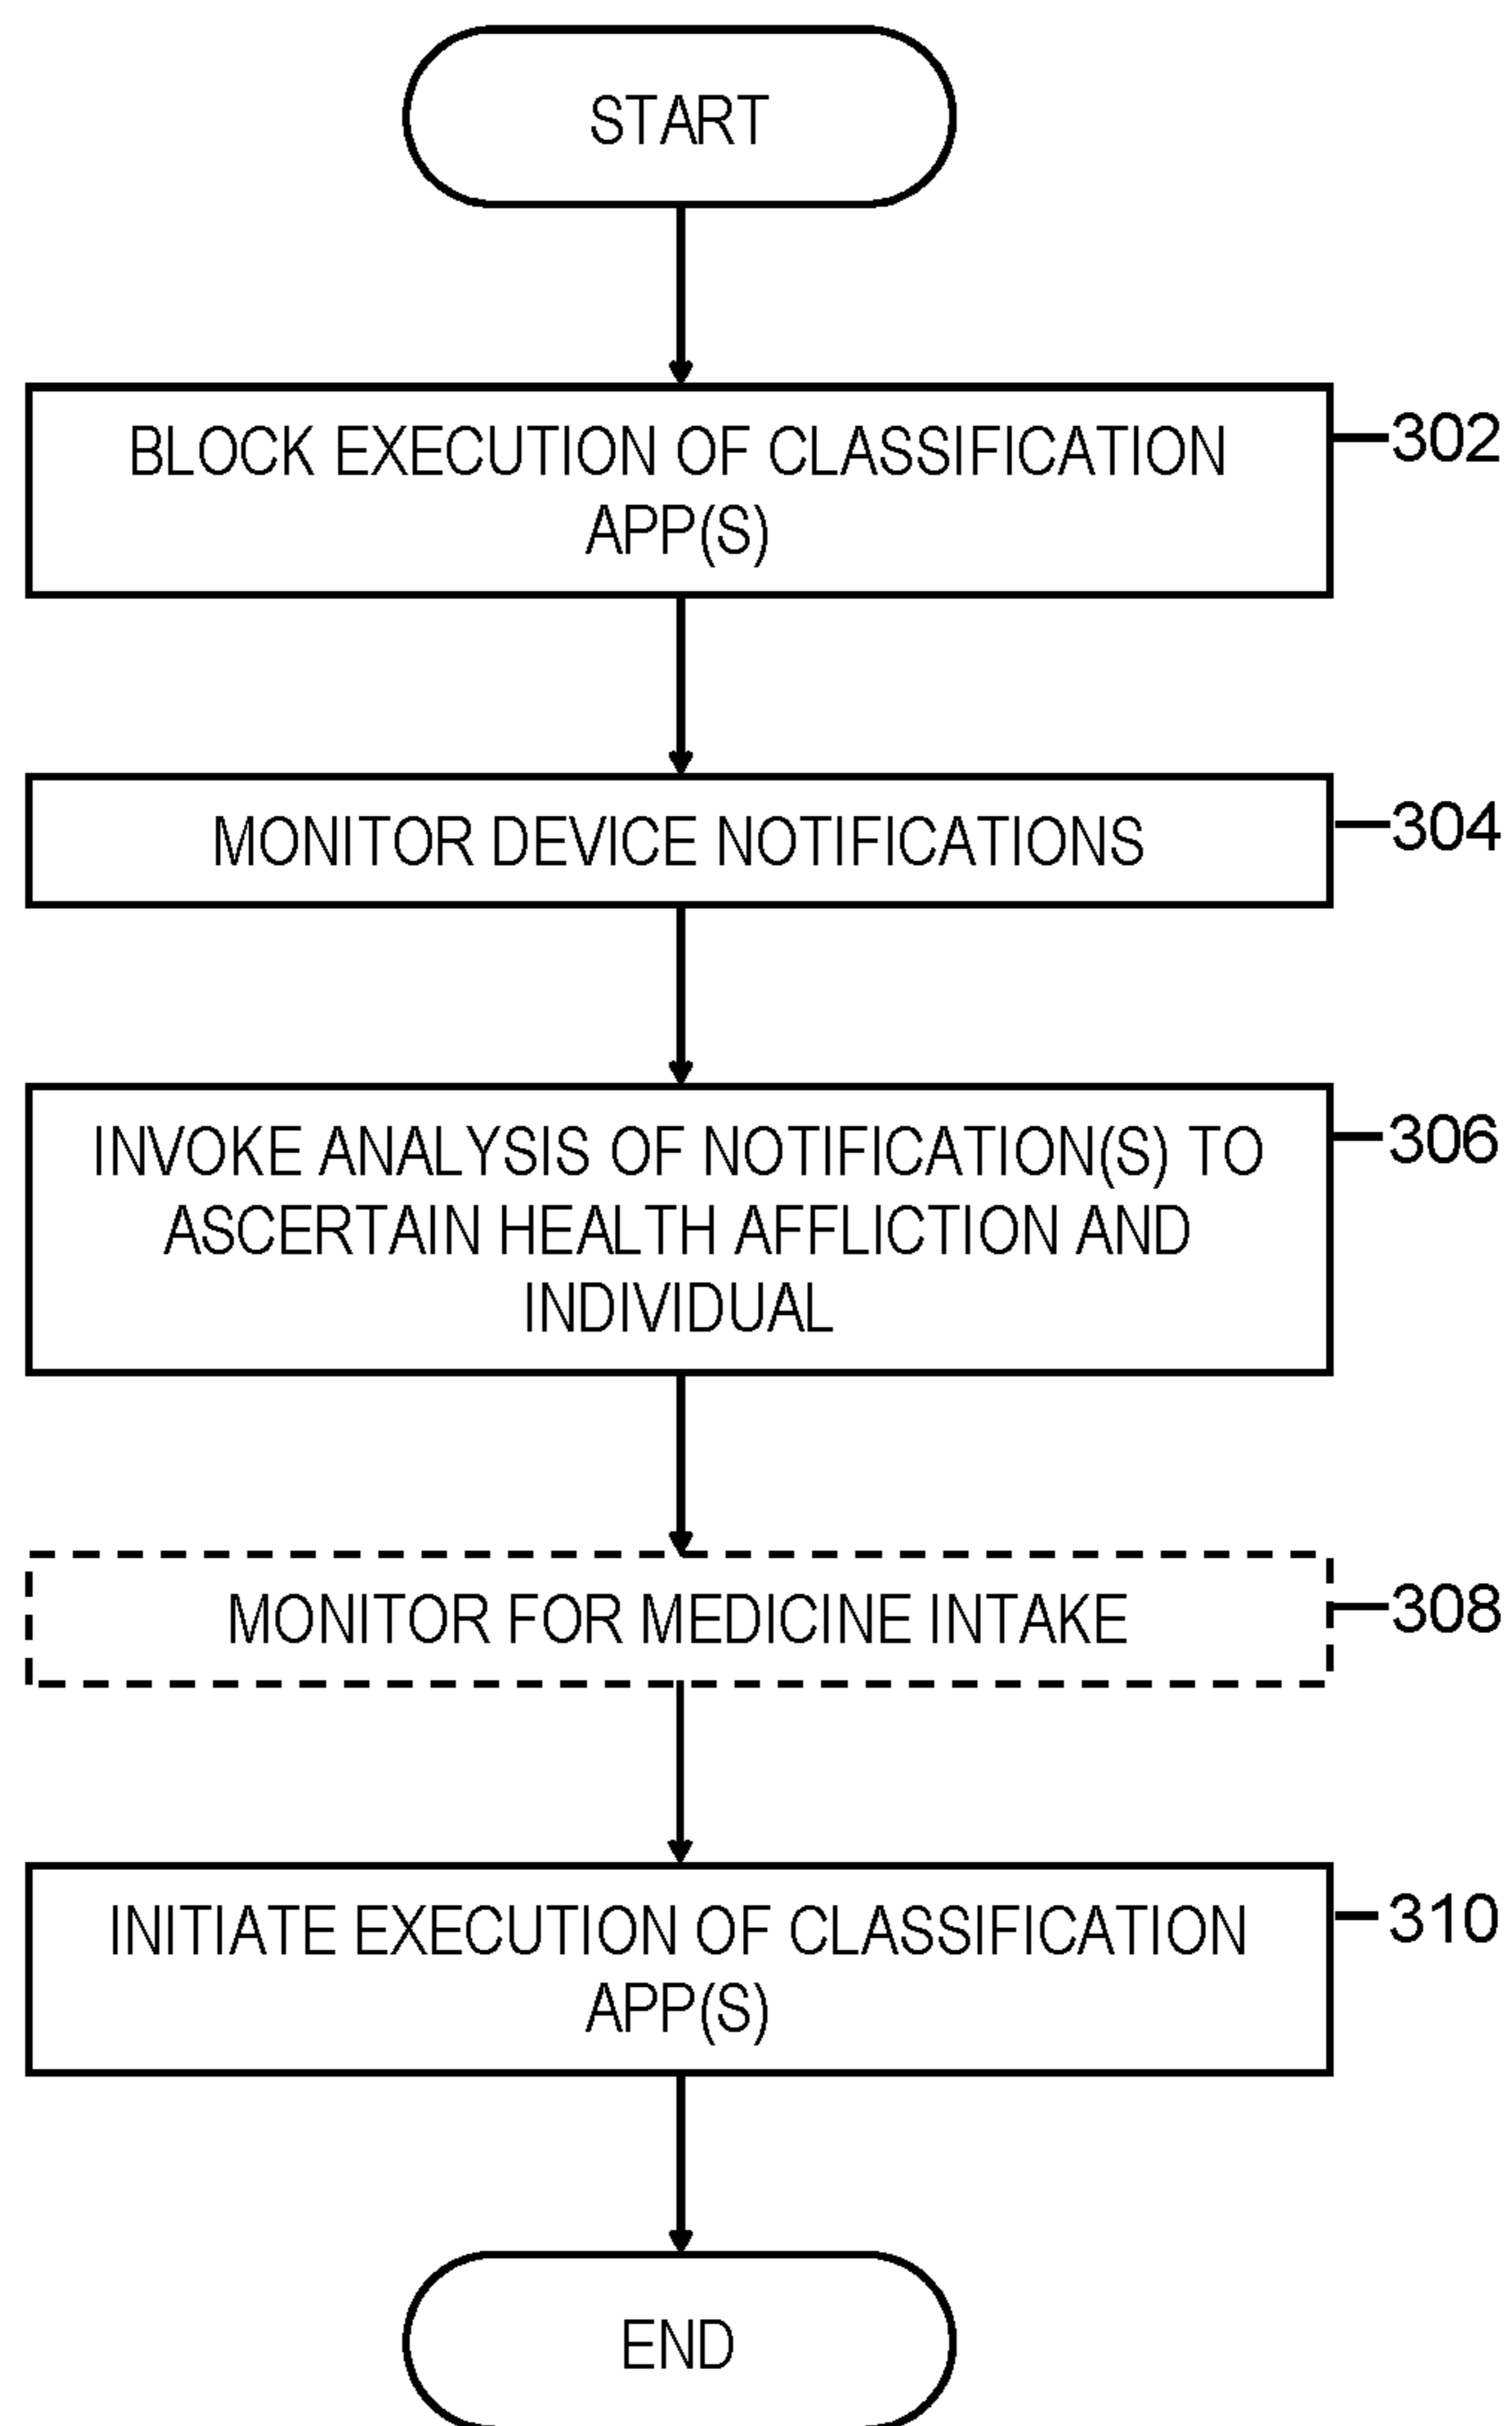 START
BLOCK EXECUTION OF CLASSIFICATION
APP(S)
302
MONITOR DEVICE NOTIFICATIONS
304
INVOKE ANALYSIS OF NOTIFICATION(S) TO
ASCERTAIN HEALTH AFFLICTION AND
INDIVIDUAL
306
MONITOR FOR MEDICINE INTAKE
308
INITIATE EXECUTION OF CLASSIFICATION
APP(S)
310
END